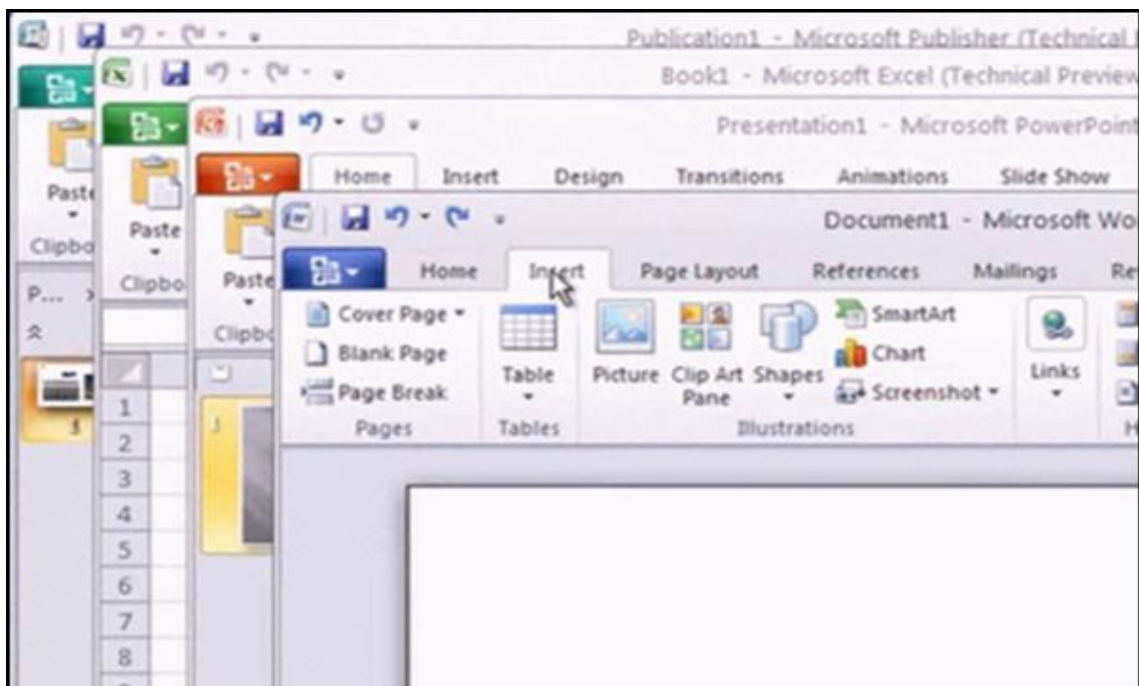 Publication1 - Microsoft Publisher (Technical
Book1 - Microsoft Excel (Technical Preview
Presentation1 - Microsoft PowerPoint
Home Insert Design Transitions Animations Slide Show
Document1 - Microsoft Wo
Home Insert Page Layout References Mailings Re
Paste
Clipbo
Paste
Clipbo
Paste
Clipbo
P...
Cover Page
Blank Page
Page Break
Pages
Table
Tables
Picture Clip Art Pane Shapes
SmartArt
Chart
Screenshot
Illustrations
Links
H
1
1
2
3
4
5
6
7
8
1